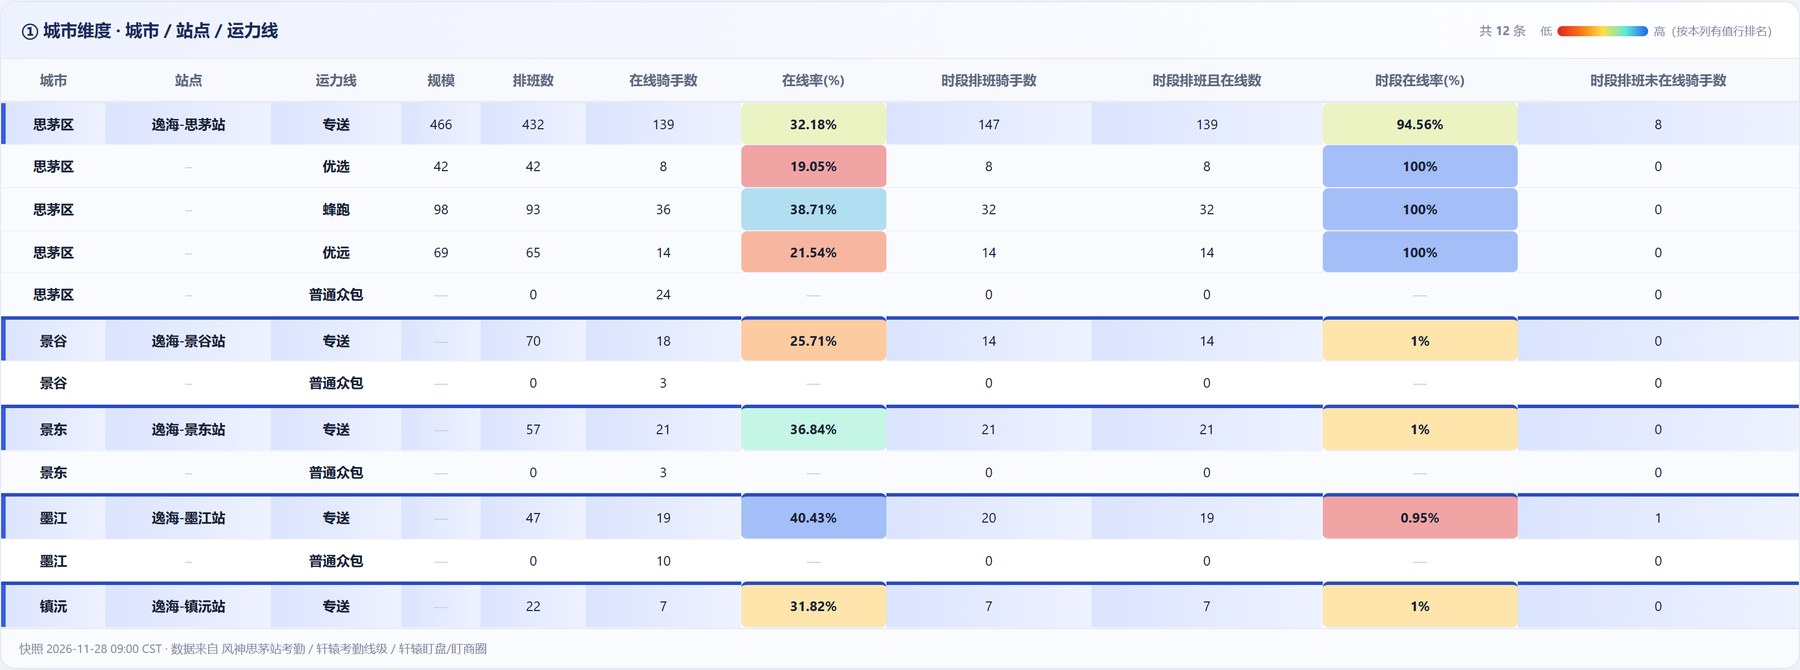 ① 城市维度 · 城市 / 站点 / 运力线
共 12 条 低 高 (按本列有值行排名)
城市 站点 运力线 规模 排班数 在线骑手数 在线率(%) 时段排班骑手数 时段排班且在线数 时段在线率(%) 时段排班未在线骑手数
思茅区 逸海-思茅站 专送 466 432 139 32.18% 147 139 94.56% 8
思茅区 – 优选 42 42 8 19.05% 8 8 100% 0
思茅区 – 蜂跑 98 93 36 38.71% 32 32 100% 0
思茅区 – 优远 69 65 14 21.54% 14 14 100% 0
思茅区 – 普通众包 — 0 24 — 0 0 — 0
景谷 逸海-景谷站 专送 — 70 18 25.71% 14 14 1% 0
景谷 – 普通众包 — 0 3 — 0 0 — 0
景东 逸海-景东站 专送 — 57 21 36.84% 21 21 1% 0
景东 – 普通众包 — 0 3 — 0 0 — 0
墨江 逸海-墨江站 专送 — 47 19 40.43% 20 19 0.95% 1
墨江 – 普通众包 — 0 10 — 0 0 — 0
镇沅 逸海-镇沅站 专送 — 22 7 31.82% 7 7 1% 0
快照 2026-11-28 09:00 CST · 数据来自 风神思茅站考勤 / 轩辕考勤线级 / 轩辕盯盘/盯商圈